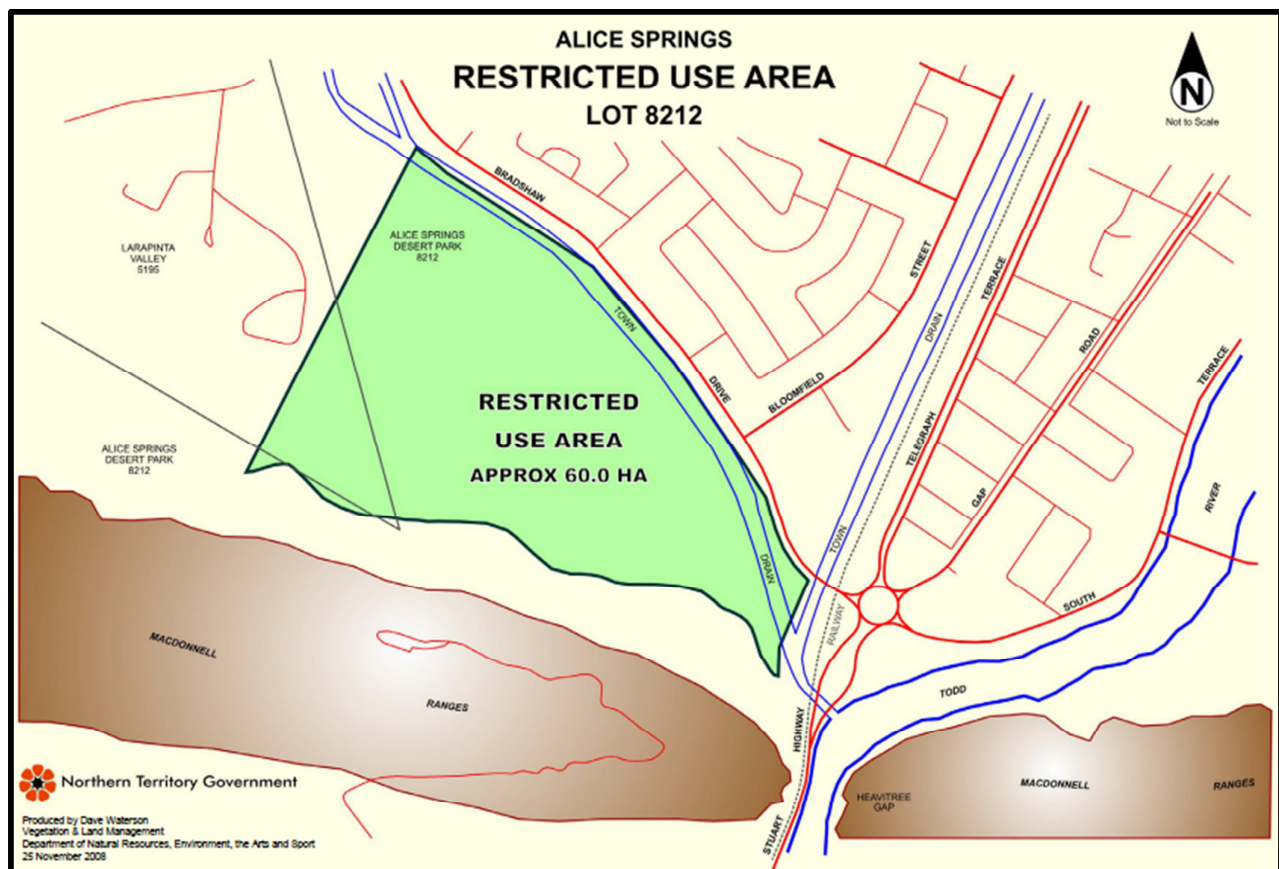 ALICE SPRINGS
RESTRICTED USE AREA
LOT 8212
N
Not to Scale
BRADSHAW
ALICE SPRINGS
DESERT PARK
8212
LARAPINTA
VALLEY
5195
STREET
TERRACE
TOWN
DRAIN
ROAD
TERRACE
DRIVE
BLOOMFIELD
RESTRICTED
USE AREA
APPROX 60.0 HA
TELEGRAPH
ALICE SPRINGS
DESERT PARK
8212
GAP
RIVER
TOWN
DRAIN
SOUTH
RAILWAY
MACDONNELL
RANGES
TODD
HIGHWAY
STUART
HEAVITREE
GAP
MACDONNELL
RANGES
Northern Territory Government
Produced by Dave Waterson
Vegetation & Land Management
Department of Natural Resources, Environment, the Arts and Sport
25 November 2008